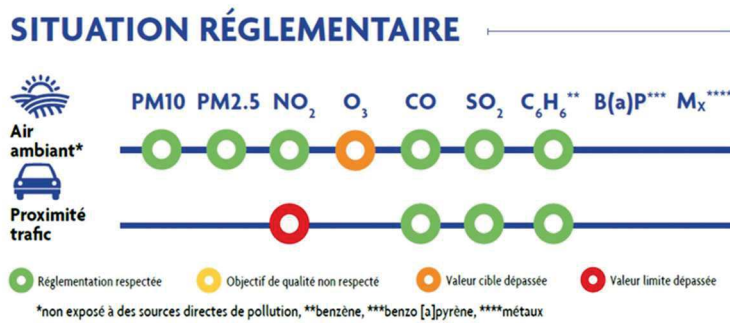 SITUATION RÉGLEMENTAIRE
PM10 PM2.5 NO₂ O₃ CO SO₂ C₆H₆** B(a)P*** Mx****
Air
ambiant*
Proximité
trafic
Réglementation respectée Objectif de qualité non respecté Valeur cible dépassée Valeur limite dépassée
*non exposé à des sources directes de pollution, **benzène, ***benzo [a]pyrène, ****métaux